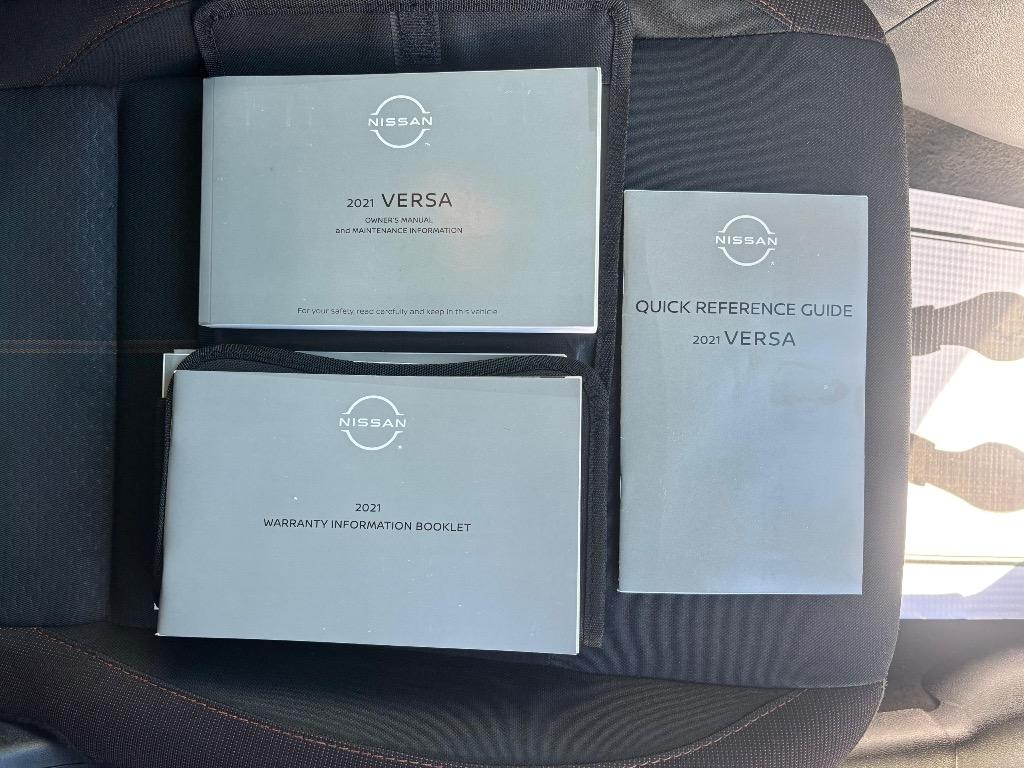 NISSAN
2021 VERSA
OWNER'S MANUAL
and MAINTENANCE INFORMATION
For your safety, read carefully and keep in this vehicle
NISSAN
QUICK REFERENCE GUIDE
2021 VERSA
NISSAN
2021
WARRANTY INFORMATION BOOKLET